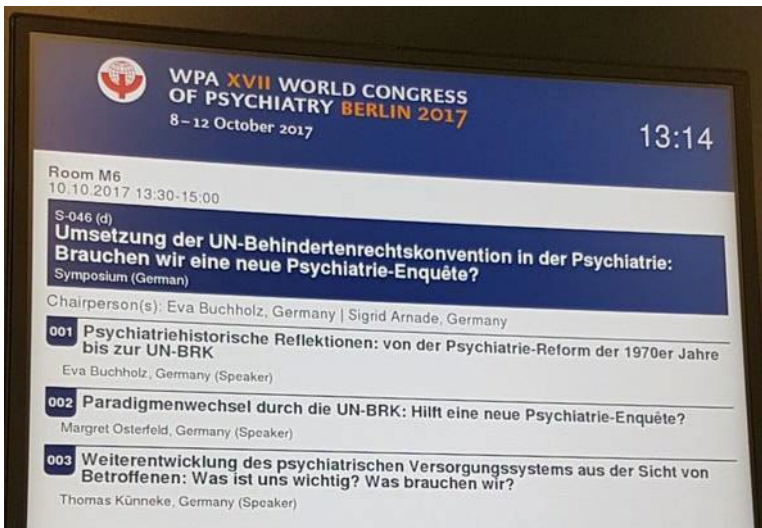 WPA XVII WORLD CONGRESS
OF PSYCHIATRY BERLIN 2017
8–12 October 2017
13:14
Room M6
10.10.2017 13:30-15:00
S-046 (d)
Umsetzung der UN-Behindertenrechtskonvention in der Psychiatrie:
Brauchen wir eine neue Psychiatrie-Enquête?
Symposium (German)
Chairperson(s): Eva Buchholz, Germany | Sigrid Arnade, Germany
001 Psychiatriehistorische Reflektionen: von der Psychiatrie-Reform der 1970er Jahre
bis zur UN-BRK
Eva Buchholz, Germany (Speaker)
002 Paradigmenwechsel durch die UN-BRK: Hilft eine neue Psychiatrie-Enquête?
Margret Osterfeld, Germany (Speaker)
003 Weiterentwicklung des psychiatrischen Versorgungssystems aus der Sicht von
Betroffenen: Was ist uns wichtig? Was brauchen wir?
Thomas Künneke, Germany (Speaker)